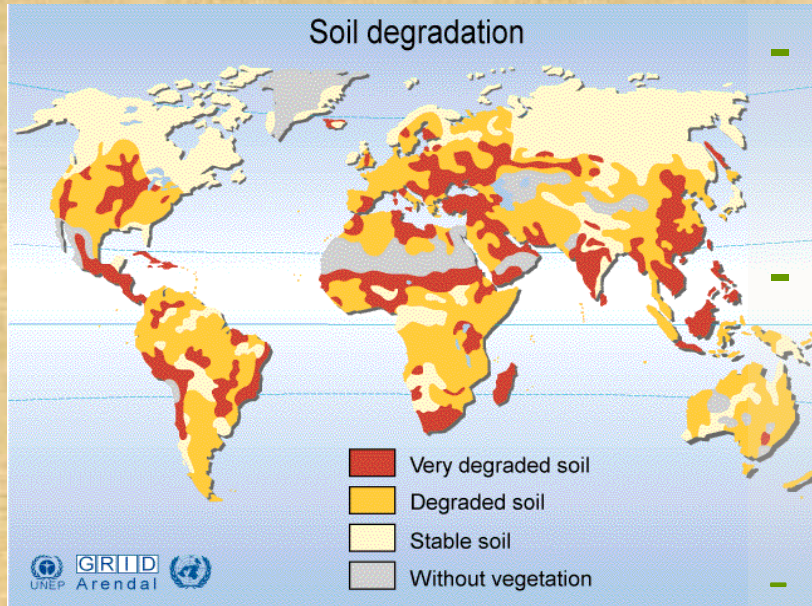 Soil degradation
Very degraded soil
Degraded soil
Stable soil
Without vegetation
UNEP
GRID
Arendal